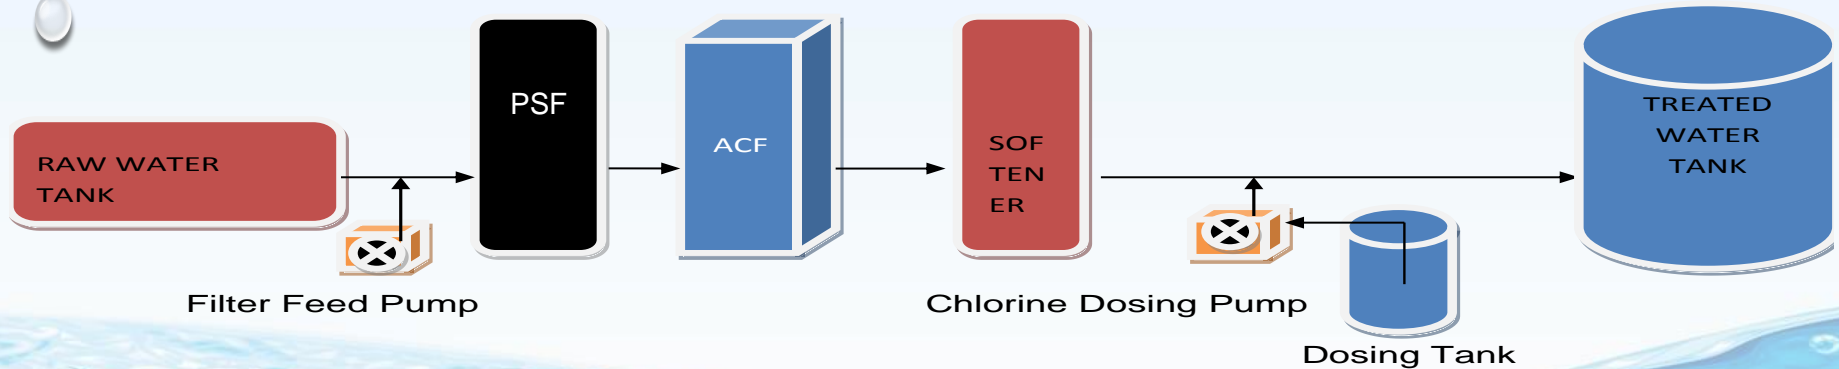 RAW WATER
TANK
PSF
ACF
SOF
TEN
ER
TREATED
WATER
TANK
Filter Feed Pump
Chlorine Dosing Pump
Dosing Tank